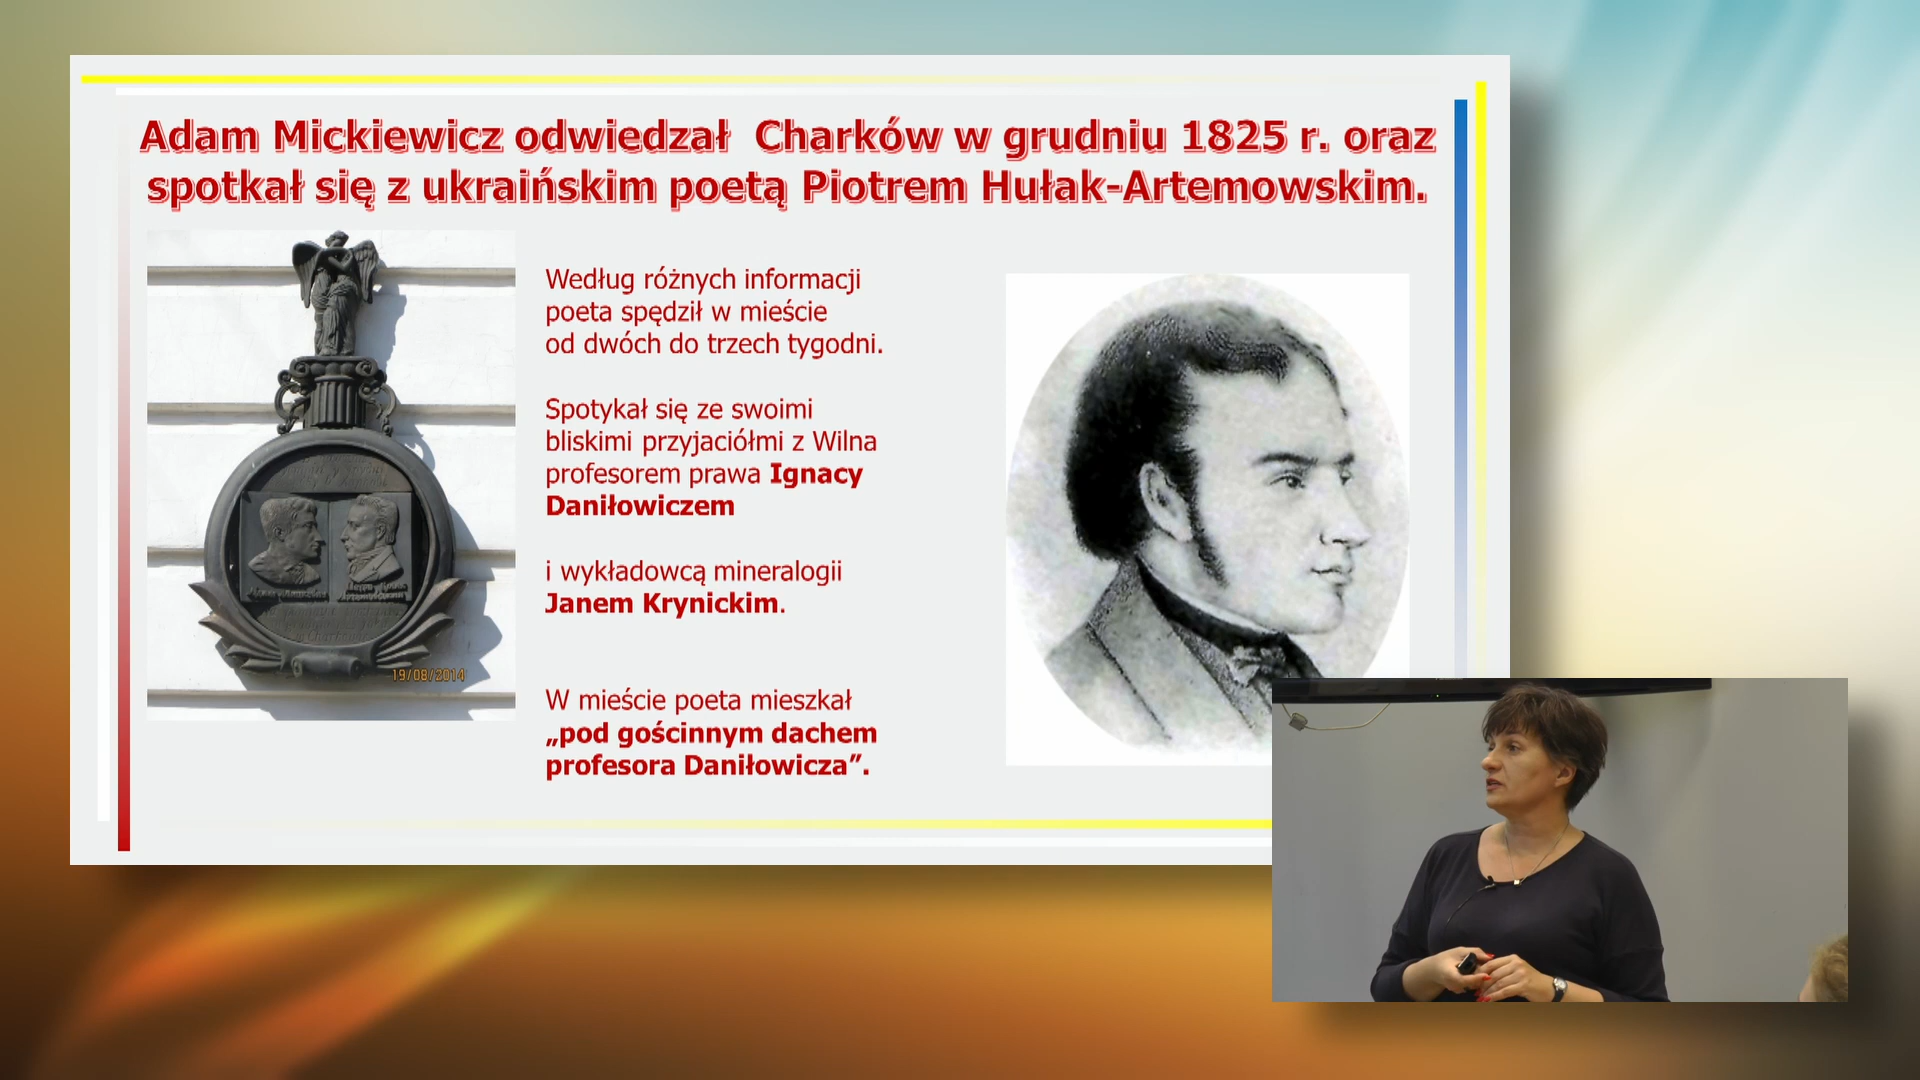 Adam Mickiewicz odwiedzał Charków w grudniu 1825 r. oraz
spotkał się z ukraińskim poetą Piotrem Hułak-Artemowskim.
Według różnych informacji
poeta spędził w mieście
od dwóch do trzech tygodni.
Spotykał się ze swoimi
bliskimi przyjaciółmi z Wilna
profesorem prawa Ignacy
Daniłowiczem
i wykładowcą mineralogii
Janem Krynickim.
W mieście poeta mieszkał
„pod gościnnym dachem
profesora Daniłowicza”.
19/08/2014